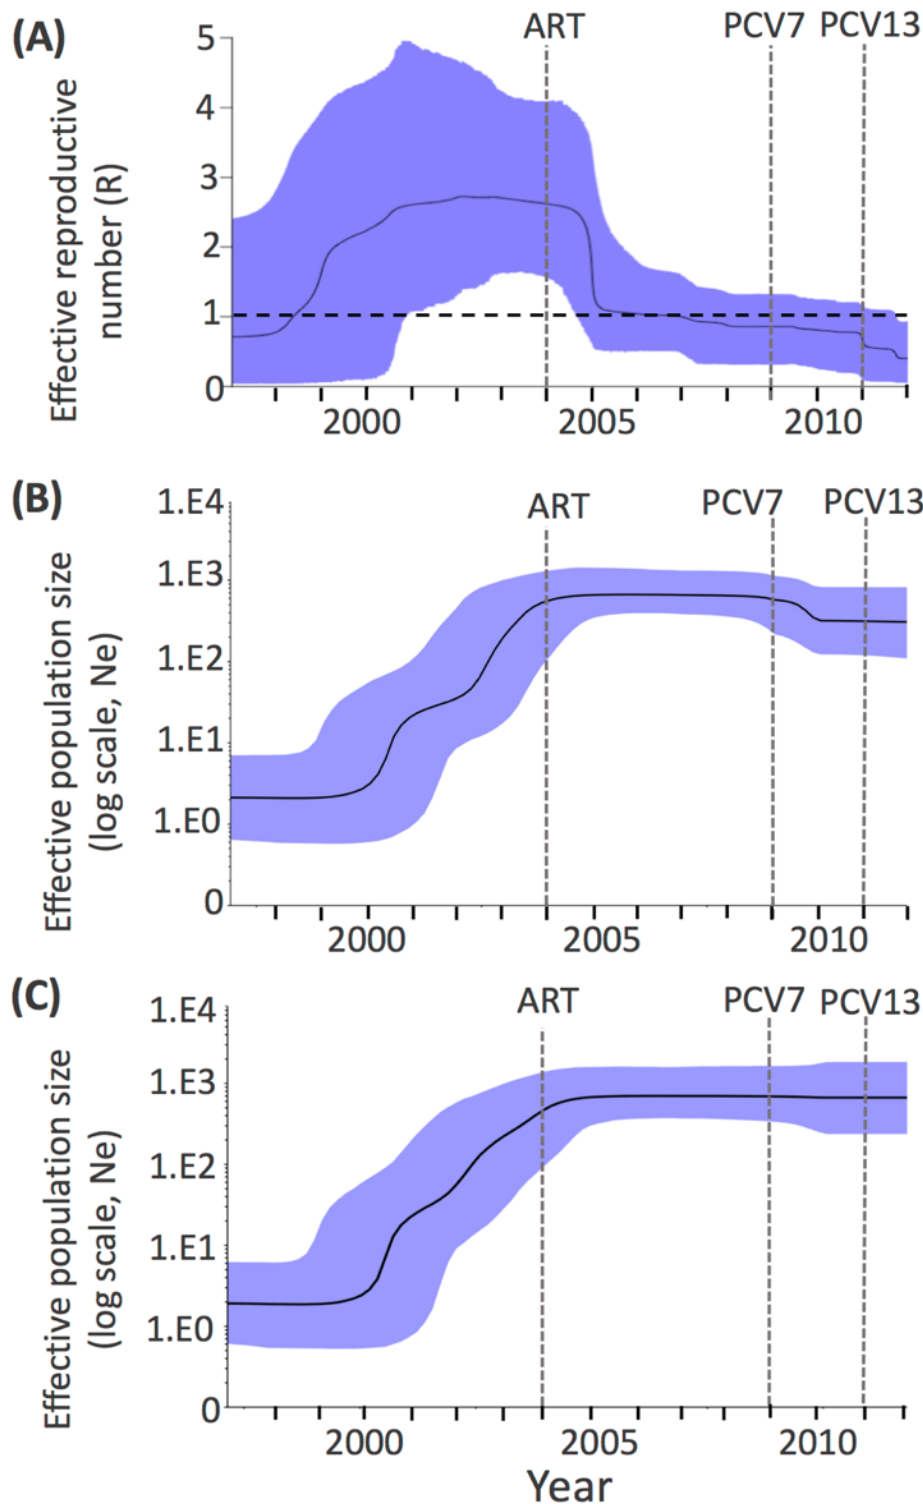 (A)
ART PCV7 PCV13
Effective reproductive
number (R)
5
4
3
2
1
0
2000 2005 2010
(B)
ART PCV7 PCV13
Effective population size
(log scale, Ne)
1.E4
1.E3
1.E2
1.E1
1.E0
0
2000 2005 2010
(C)
ART PCV7 PCV13
Effective population size
(log scale, Ne)
1.E4
1.E3
1.E2
1.E1
1.E0
0
2000 2005 2010
Year